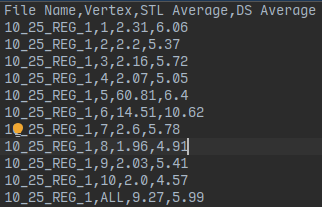 File Name,Vertex,STL Average,DS Average
10_25_REG_1,1,2.31,6.06
10_25_REG_1,2,2.2,5.37
10_25_REG_1,3,2.16,5.72
10_25_REG_1,4,2.07,5.05
10_25_REG_1,5,60.81,6.4
10_25_REG_1,6,14.51,10.62
10_25_REG_1,7,2.6,5.78
10_25_REG_1,8,1.96,4.91
10_25_REG_1,9,2.03,5.41
10_25_REG_1,10,2.0,4.57
10_25_REG_1,ALL,9.27,5.99